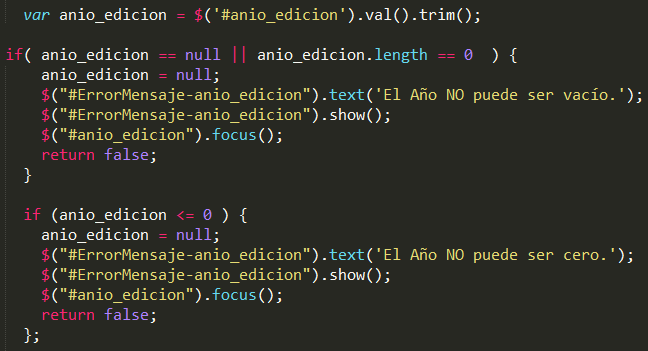 var anio_edicion = $('#anio_edicion').val().trim();
if( anio_edicion == null || anio_edicion.length == 0  ) {
anio_edicion = null;
$("#ErrorMensaje-anio_edicion").text('El Año NO puede ser vacío.');
$("#ErrorMensaje-anio_edicion").show();
$("#anio_edicion").focus();
return false;
}
if (anio_edicion <= 0 ) {
anio_edicion = null;
$("#ErrorMensaje-anio_edicion").text('El Año NO puede ser cero.');
$("#ErrorMensaje-anio_edicion").show();
$("#anio_edicion").focus();
return false;
};